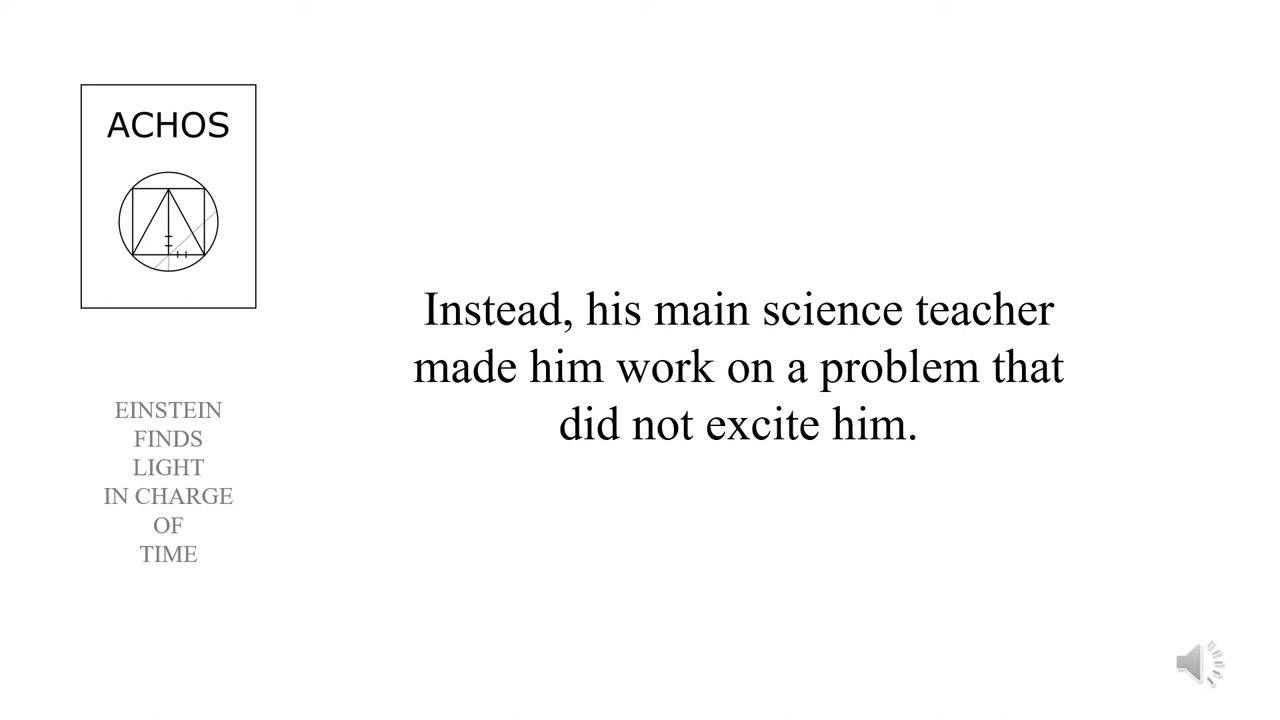 ACHOS
EINSTEIN
FINDS
LIGHT
IN CHARGE
OF
TIME
Instead, his main science teacher
made him work on a problem that
did not excite him.